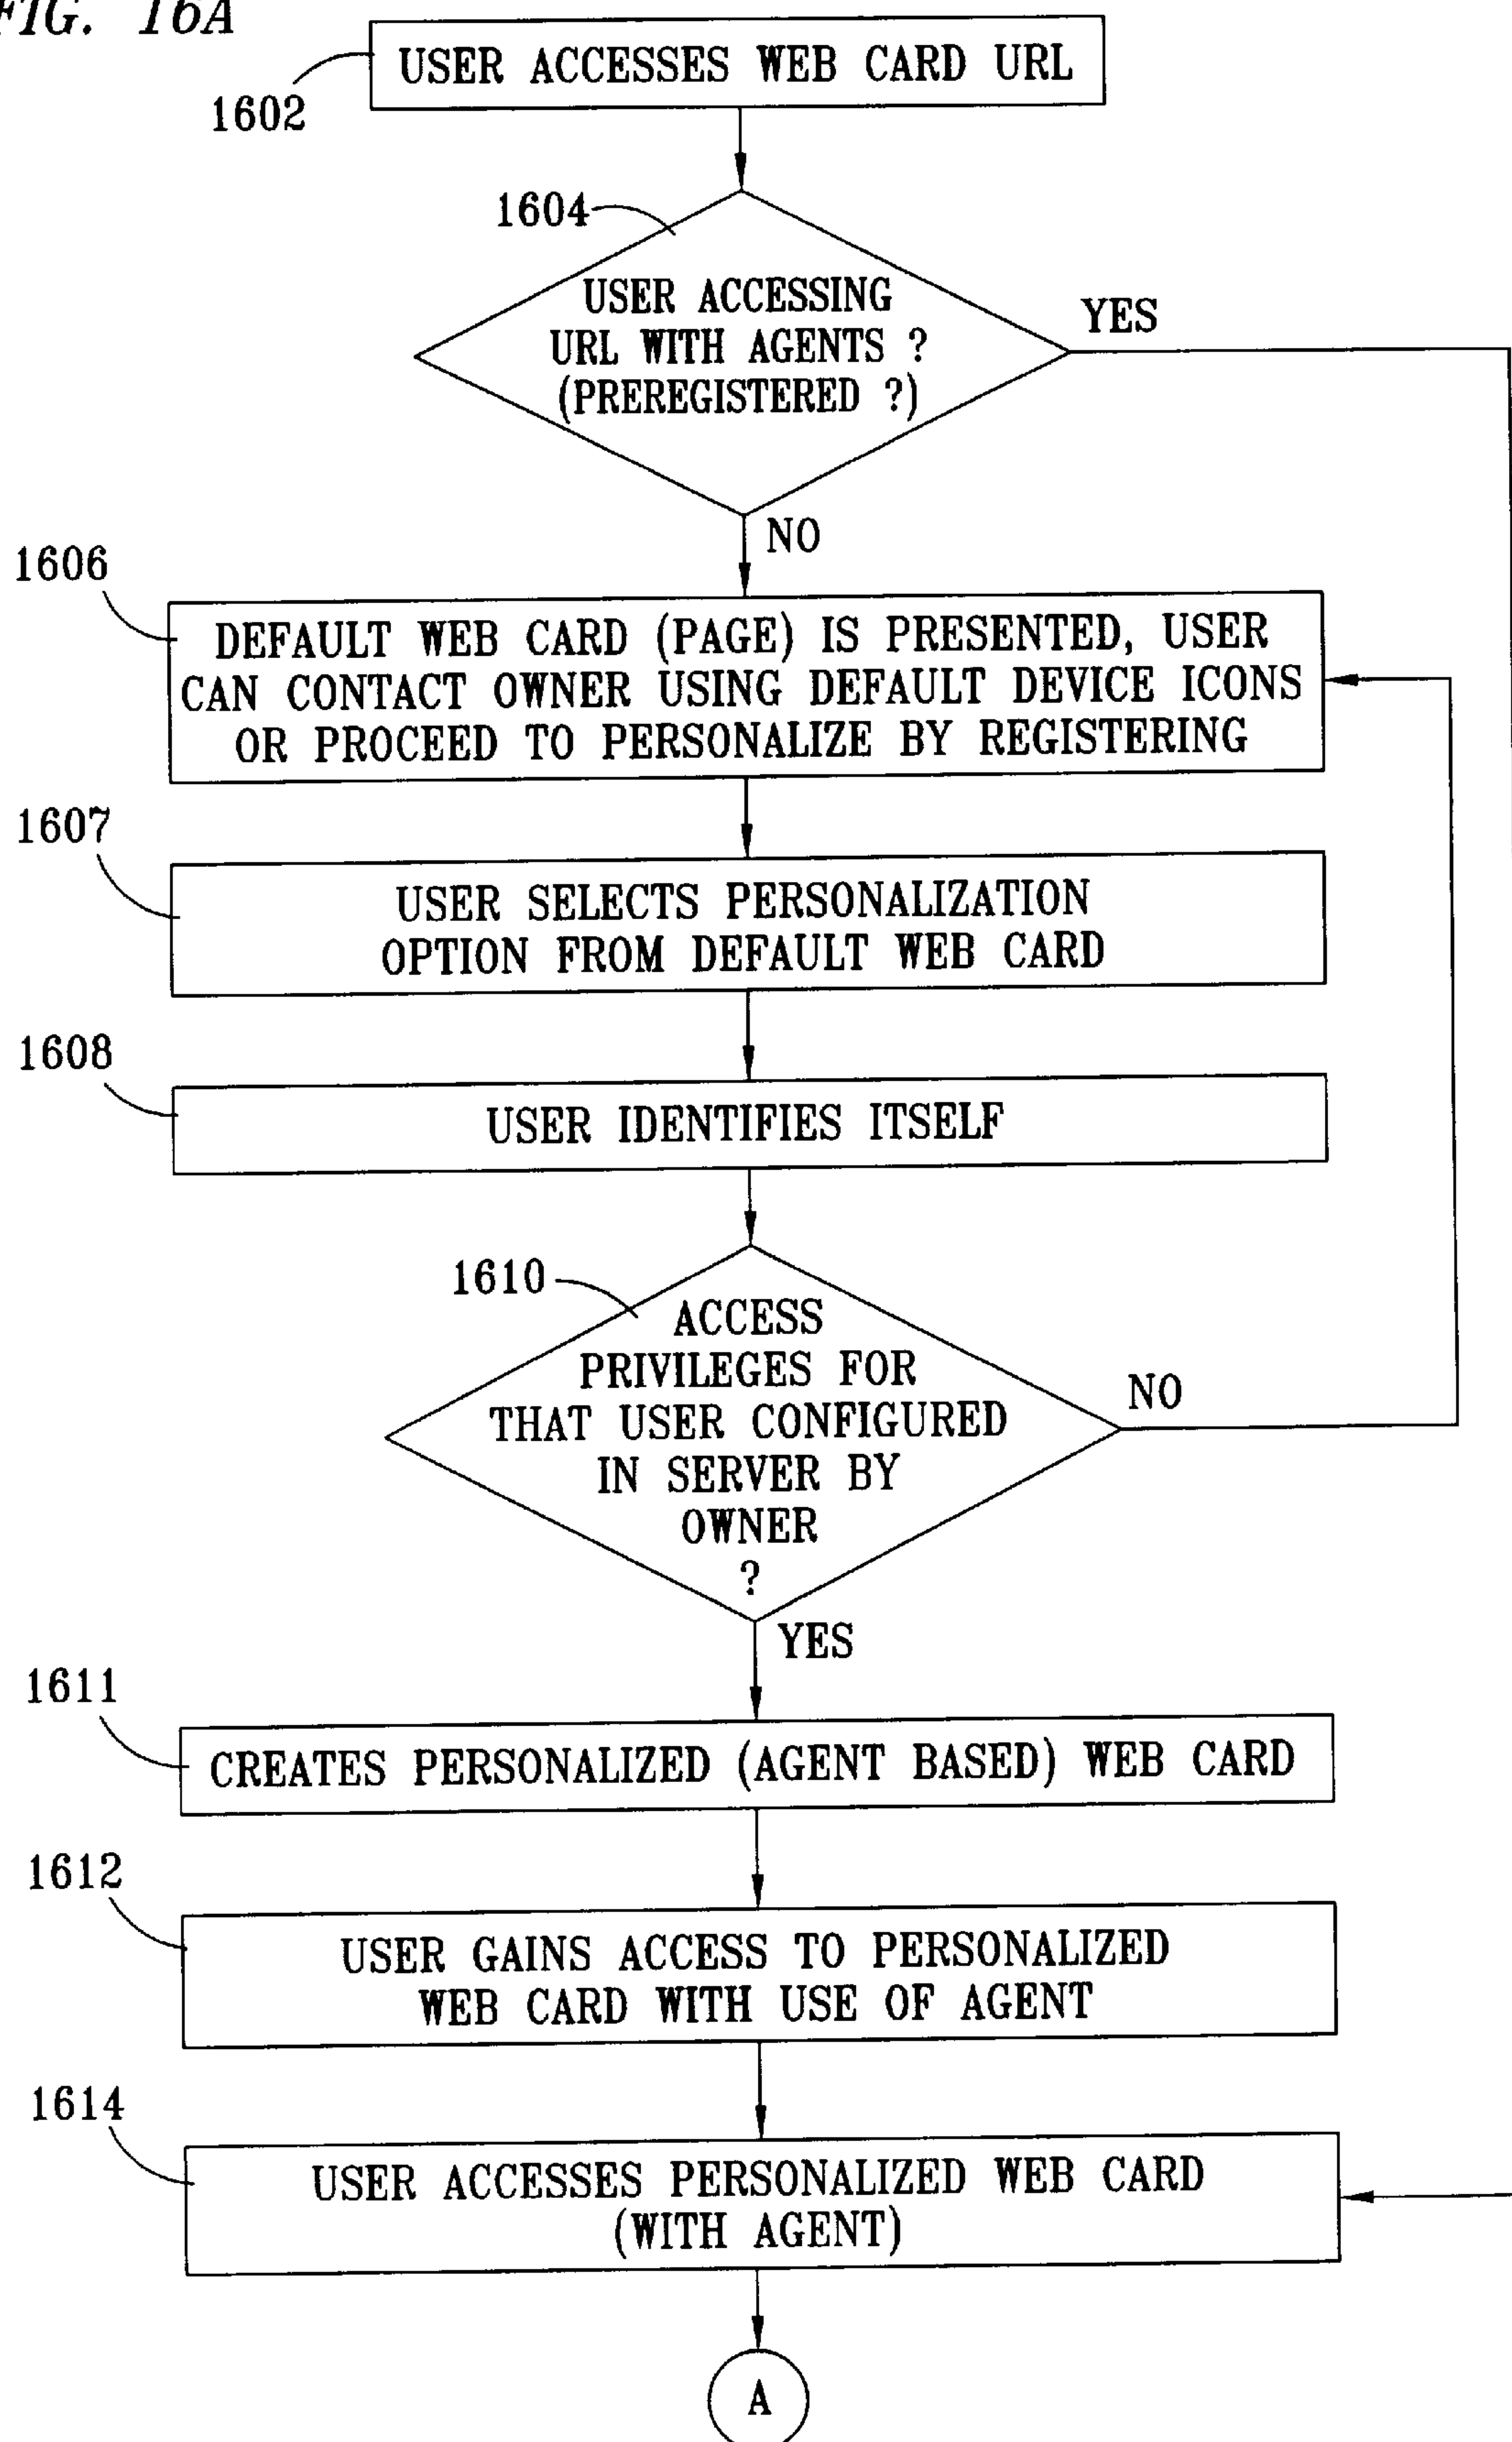 FIG. 16A
USER ACCESSES WEB CARD URL
1602
1604
USER ACCESSING
URL WITH AGENTS ?
(PREREGISTERED ?)
YES
NO
1606
DEFAULT WEB CARD (PAGE) IS PRESENTED, USER
CAN CONTACT OWNER USING DEFAULT DEVICE ICONS
OR PROCEED TO PERSONALIZE BY REGISTERING
1607
USER SELECTS PERSONALIZATION
OPTION FROM DEFAULT WEB CARD
1608
USER IDENTIFIES ITSELF
1610
ACCESS
PRIVILEGES FOR
THAT USER CONFIGURED
IN SERVER BY
OWNER
?
NO
YES
1611
CREATES PERSONALIZED (AGENT BASED) WEB CARD
1612
USER GAINS ACCESS TO PERSONALIZED
WEB CARD WITH USE OF AGENT
1614
USER ACCESSES PERSONALIZED WEB CARD
(WITH AGENT)
A